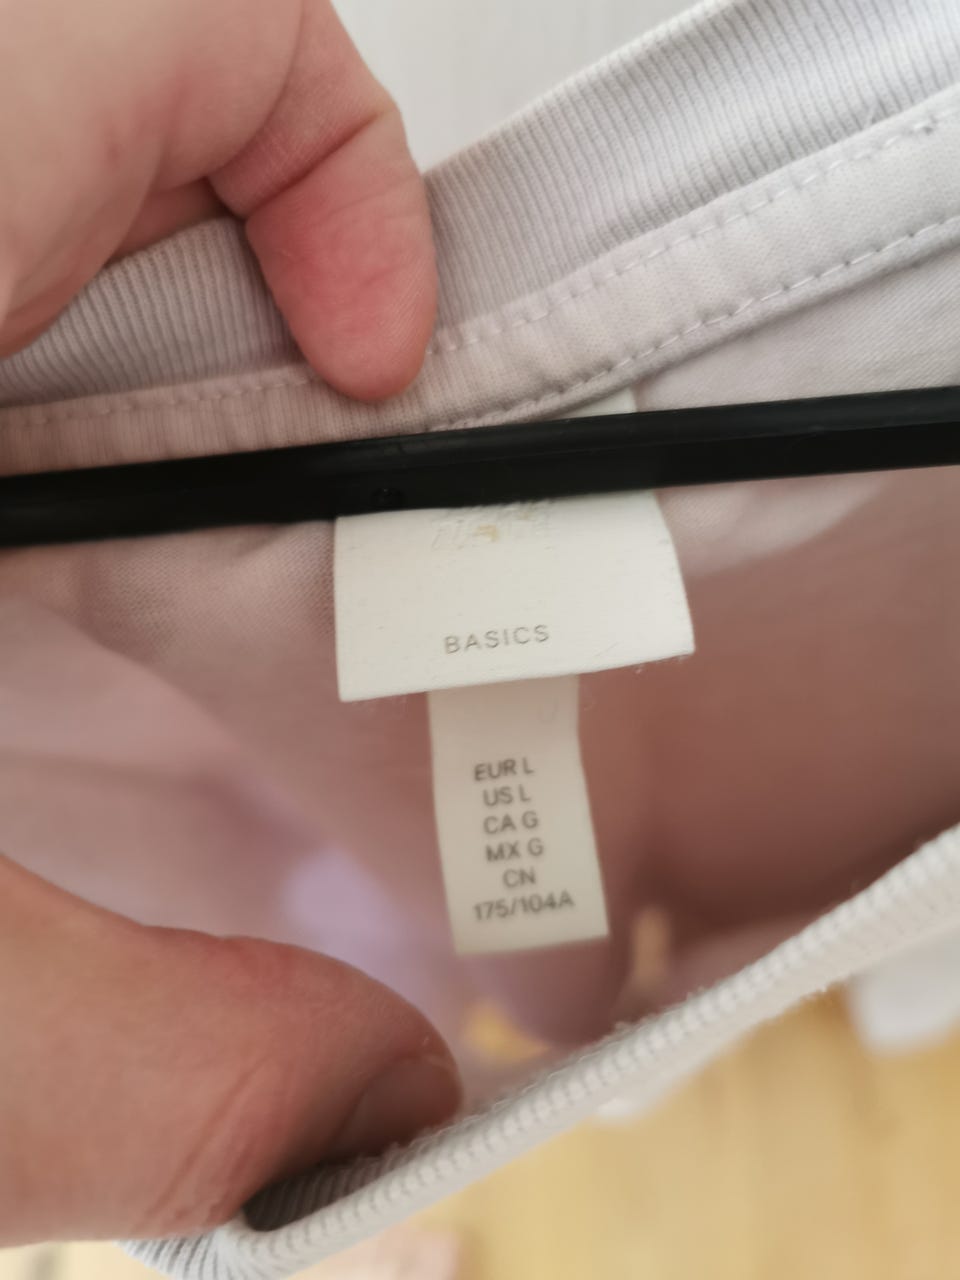 BASICS
EUR L
US L
CA G
MX G
CN
175/104A